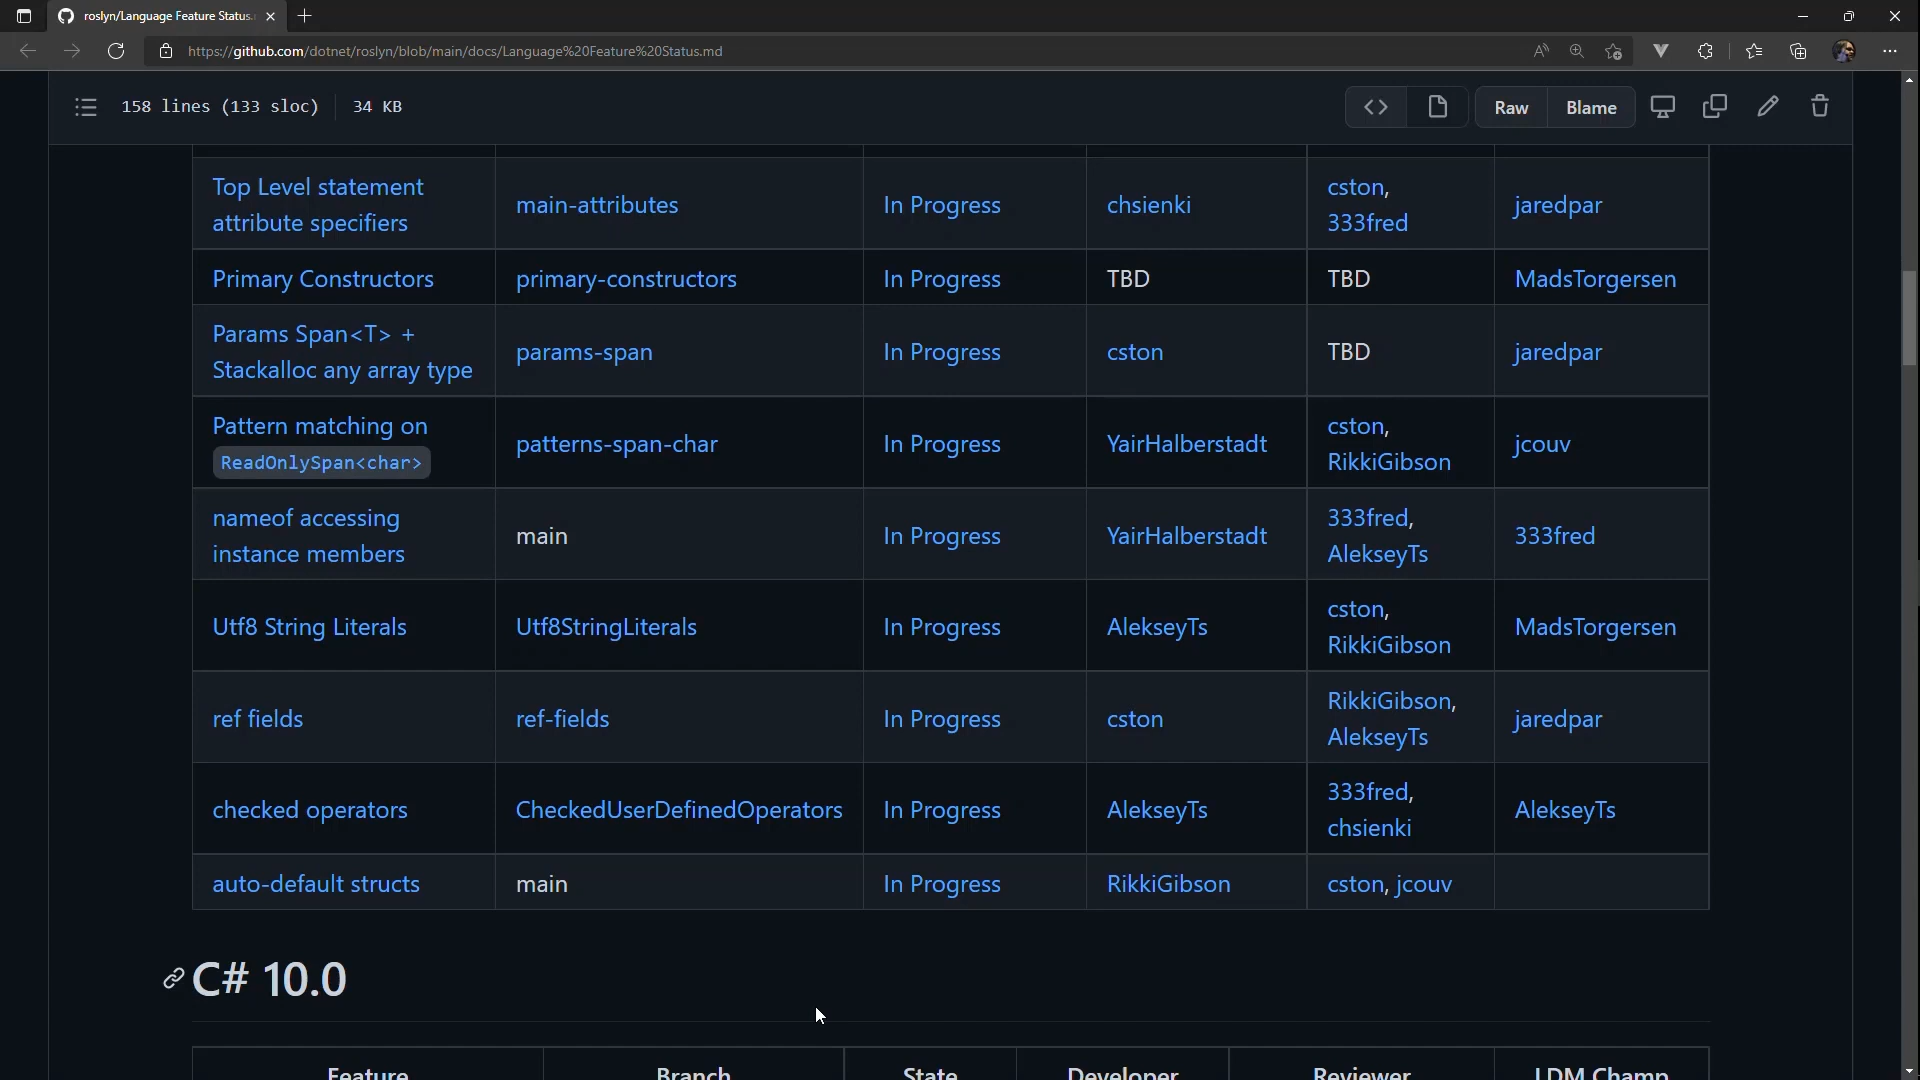 roslyn/Language Feature Status.
https://github.com/dotnet/roslyn/blob/main/docs/Language%20Feature%20Status.md
158 lines (133 sloc) 34 KB
Raw Blame
Top Level statement
attribute specifiers
main-attributes
In Progress
chsienki
cston,
333fred
jaredpar
Primary Constructors
primary-constructors
In Progress
TBD
TBD
MadsTorgersen
Params Span<T> +
Stackalloc any array type
params-span
In Progress
cston
TBD
jaredpar
Pattern matching on
ReadOnlySpan<char>
patterns-span-char
In Progress
YairHalberstadt
cston,
RikkiGibson
jcouv
nameof accessing
instance members
main
In Progress
YairHalberstadt
333fred,
AlekseyTs
333fred
Utf8 String Literals
Utf8StringLiterals
In Progress
AlekseyTs
cston,
RikkiGibson
MadsTorgersen
ref fields
ref-fields
In Progress
cston
RikkiGibson,
AlekseyTs
jaredpar
checked operators
CheckedUserDefinedOperators
In Progress
AlekseyTs
333fred,
chsienki
AlekseyTs
auto-default structs
main
In Progress
RikkiGibson
cston, jcouv
C# 10.0
Feature
Branch
State
Developer
Reviewer
LDM Champ